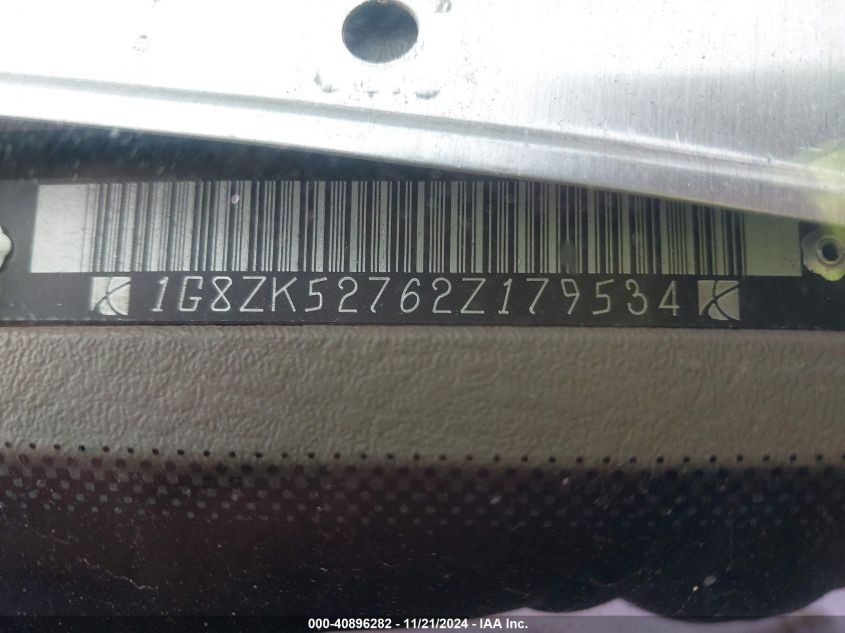 1G8ZK52762Z179534
000-40896282 - 11/21/2024 - IAA Inc.